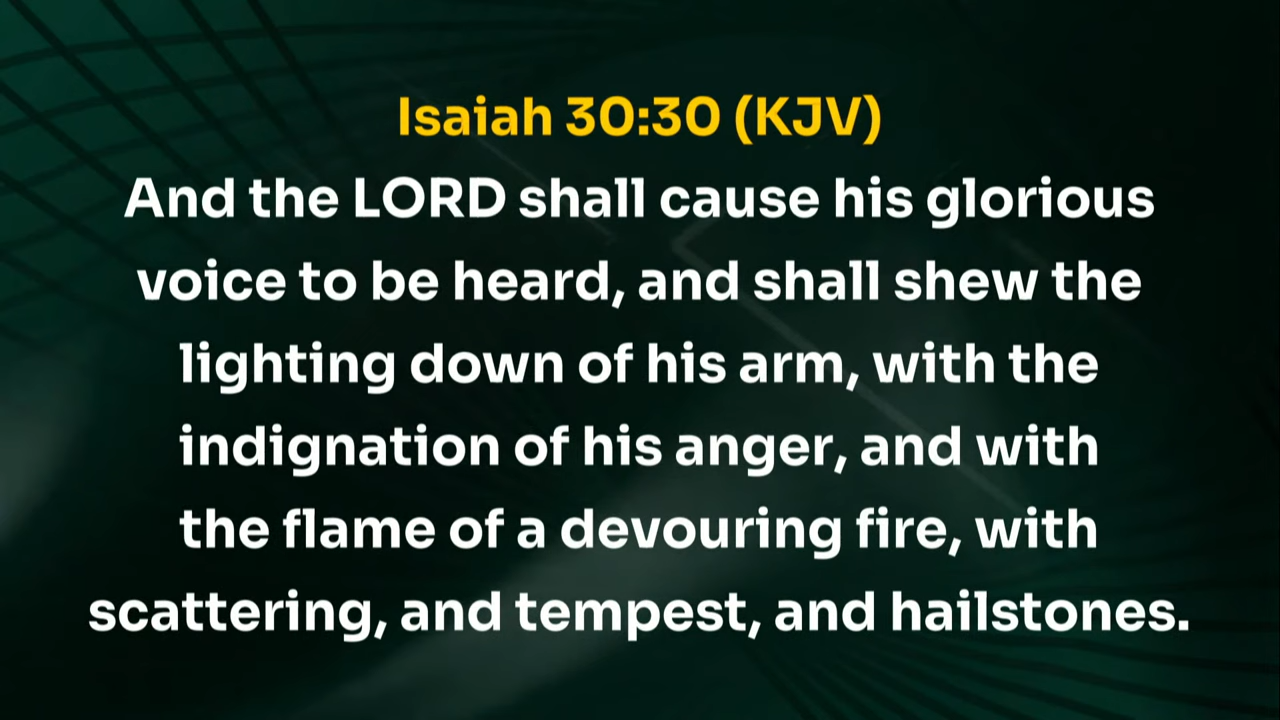 Isaiah 30:30 (KJV)
And the LORD shall cause his glorious
voice to be heard, and shall shew the
lighting down of his arm, with the
indignation of his anger, and with
the flame of a devouring fire, with
scattering, and tempest, and hailstones.